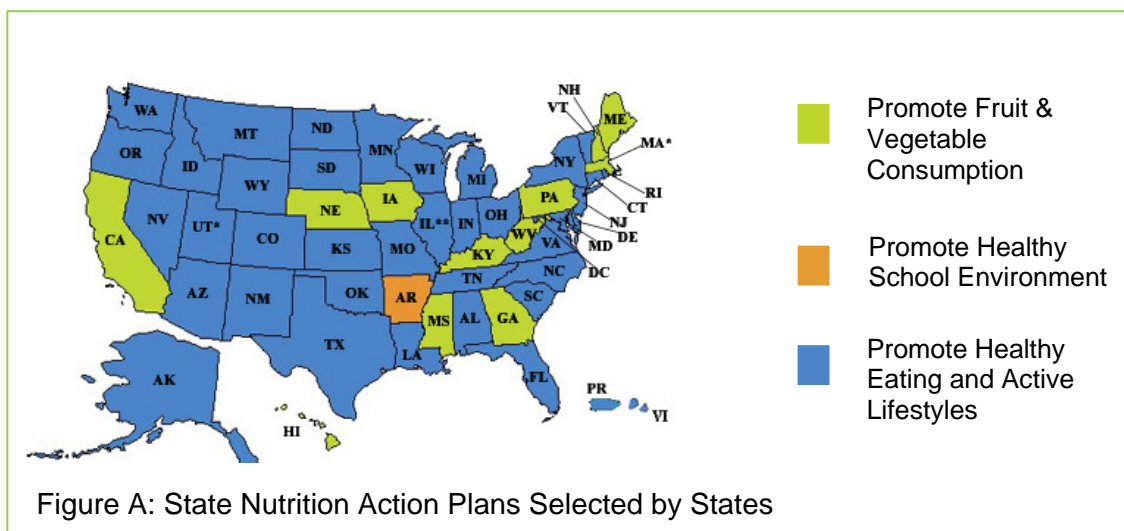 NH
VT
ME
WA
MT
ND
MN
MA*
OR
ID
SD
WI
NY
WY
MI
RI
IA
PA
CT
NE
NV
OH
NJ
UT*
IL**
IN
DE
CA
CO
WV
KS
MO
VA
MD
KY
NC
DC
TN
OK
AZ
NM
AR
SC
MS
AL
GA
TX
LA
AK
FL
PR
VI
HI
Promote Fruit &
Vegetable
Consumption
Promote Healthy
School Environment
Promote Healthy
Eating and Active
Lifestyles
Figure A: State Nutrition Action Plans Selected by States